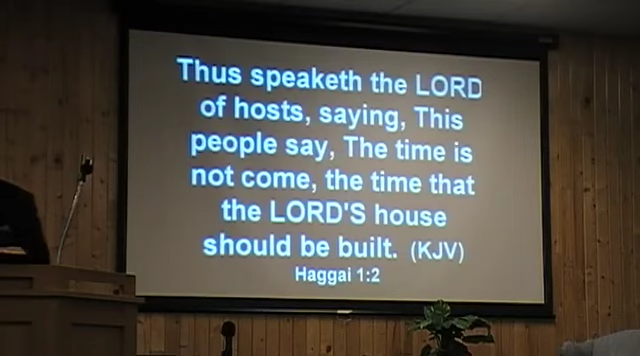 Thus speaketh the LORD
of hosts, saying, This
people say, The time is
not come, the time that
the LORD'S house
should be built. (KJV)
Haggai 1:2